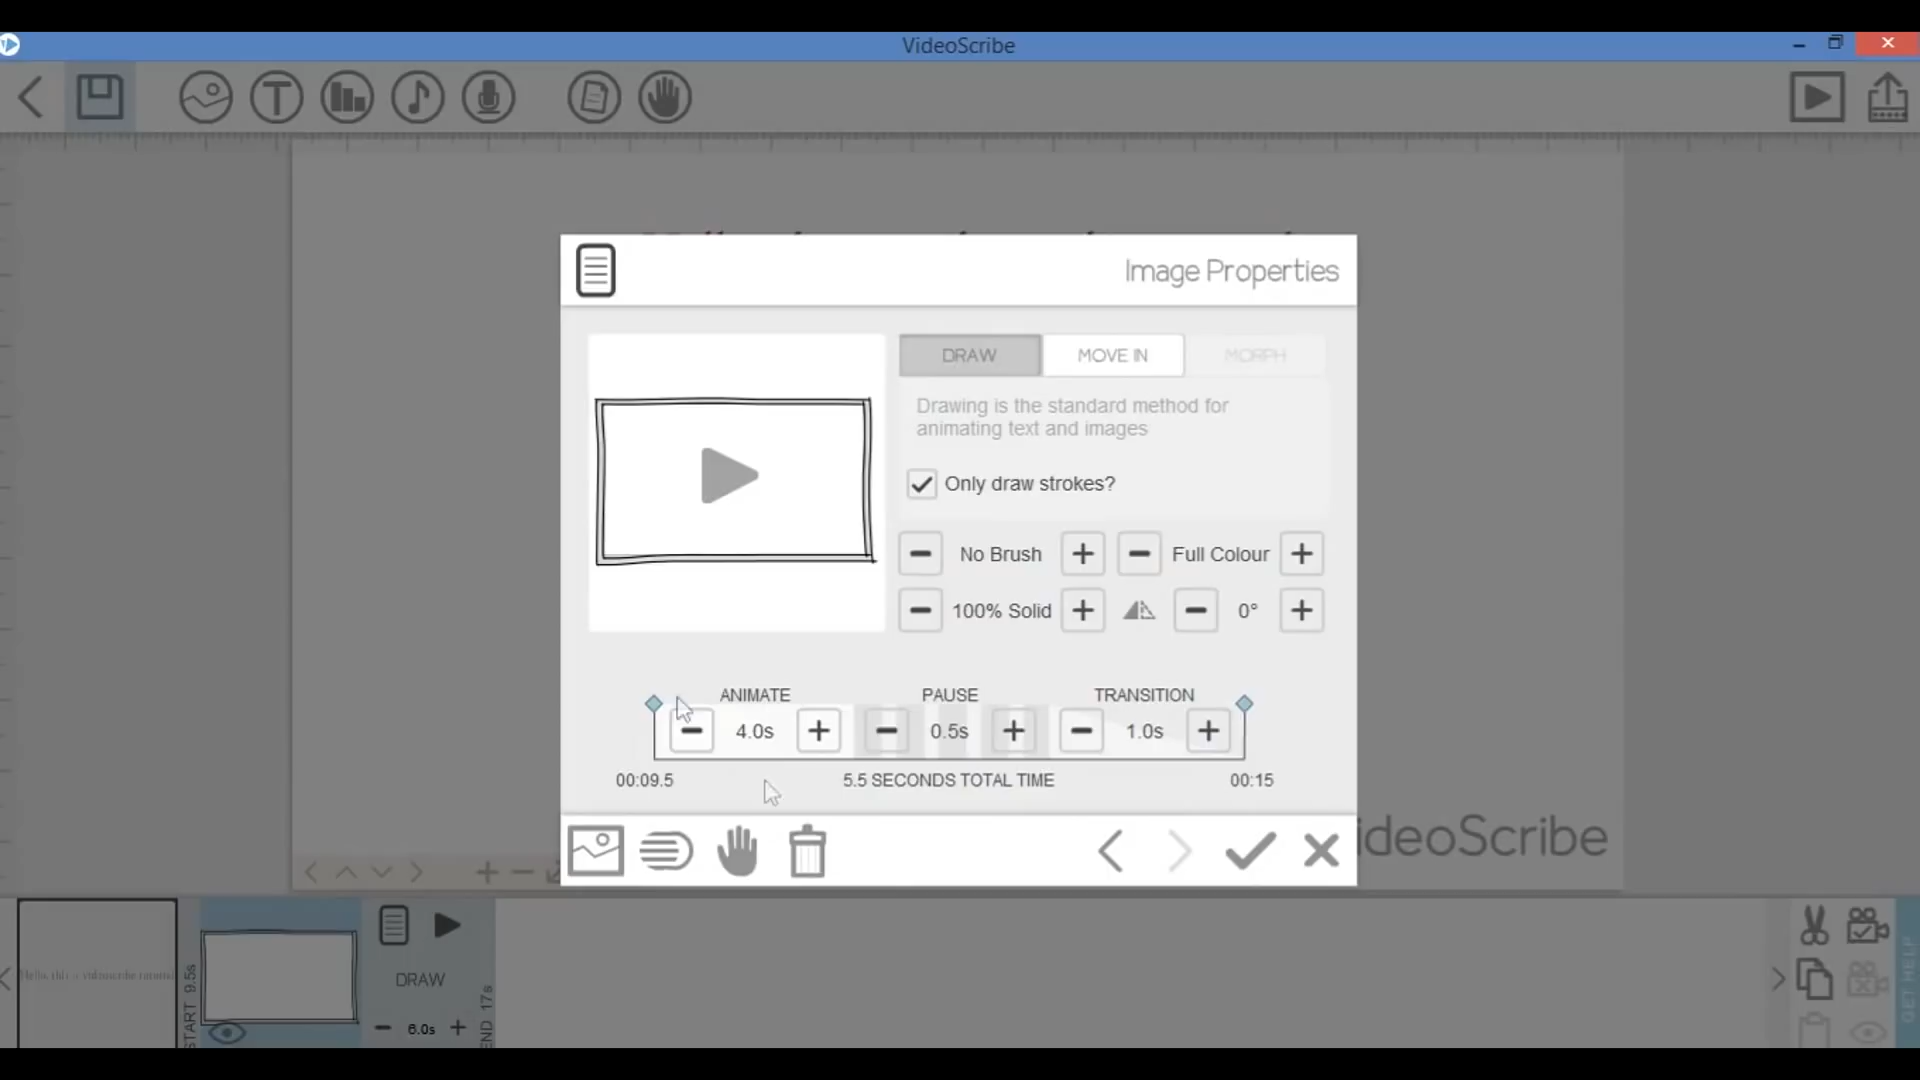 VideoScribe
Image Properties
DRAW MOVE IN MORPH
Drawing is the standard method for
animating text and images
Only draw strokes?
No Brush Full Colour
100% Solid 0°
ANIMATE PAUSE TRANSITION
4.0s 0.5s 1.0s
00:09.5 5.5 SECONDS TOTAL TIME 00:15
ideoScribe
START 9.5s
DRAW
6.0s
END 17s
GET HELP